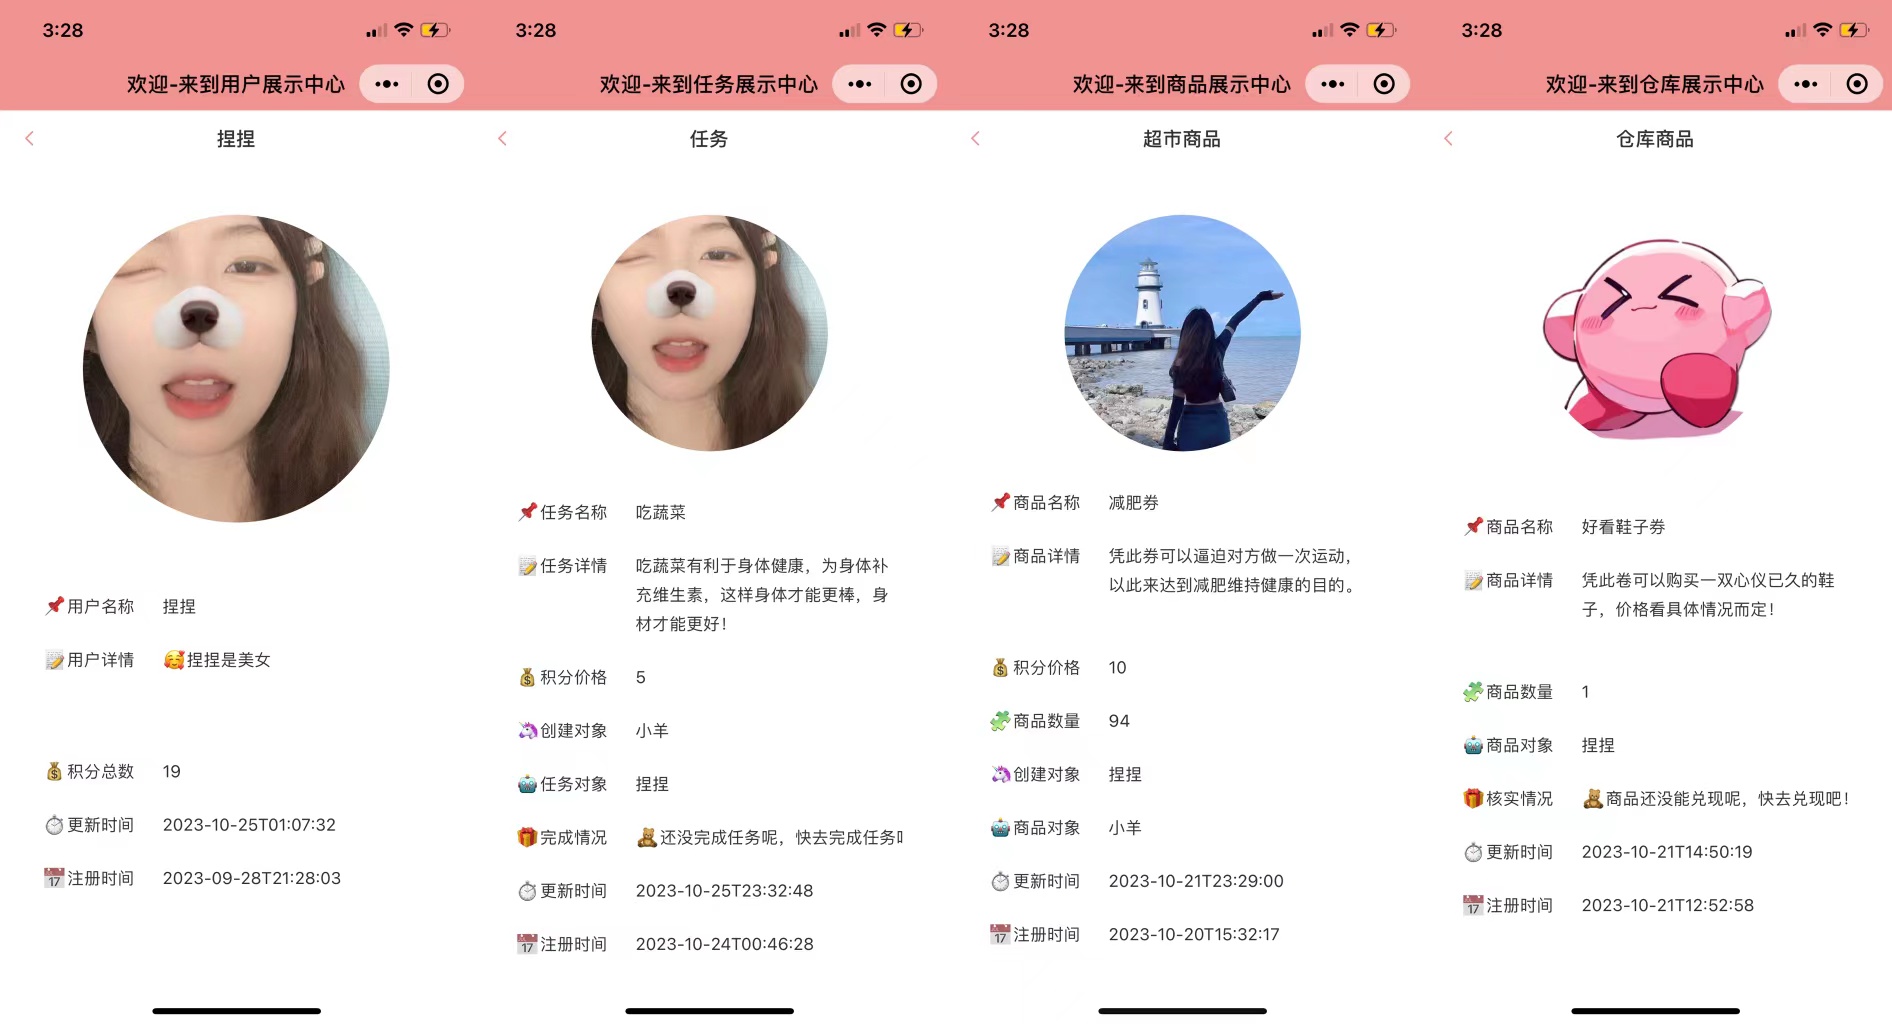 3:28
欢迎-来到用户展示中心
捏捏
📌用户名称 捏捏
📝用户详情 🥰捏捏是美女
💰积分总数 19
⏱更新时间 2023-10-25T01:07:32
📅注册时间 2023-09-28T21:28:03
3:28
欢迎-来到任务展示中心
任务
📌任务名称 吃蔬菜
📝任务详情 吃蔬菜有利于身体健康，为身体补
充维生素，这样身体才能更棒，身
材才能更好！
💰积分价格 5
🦄创建对象 小羊
🤖任务对象 捏捏
🎁完成情况 🧸还没完成任务呢，快去完成任务
⏱更新时间 2023-10-25T23:32:48
📅注册时间 2023-10-24T00:46:28
3:28
欢迎-来到商品展示中心
超市商品
📌商品名称 减肥券
📝商品详情 凭此券可以逼迫对方做一次运动，
以此来达到减肥维持健康的目的。
💰积分价格 10
🧩商品数量 94
🦄创建对象 捏捏
🤖商品对象 小羊
⏱更新时间 2023-10-21T23:29:00
📅注册时间 2023-10-20T15:32:17
3:28
欢迎-来到仓库展示中心
仓库商品
📌商品名称 好看鞋子券
📝商品详情 凭此卷可以购买一双心仪已久的鞋
子，价格看具体情况而定！
🧩商品数量 1
🤖商品对象 捏捏
🎁核实情况 🧸商品还没能兑现呢，快去兑现吧！
⏱更新时间 2023-10-21T14:50:19
📅注册时间 2023-10-21T12:52:58